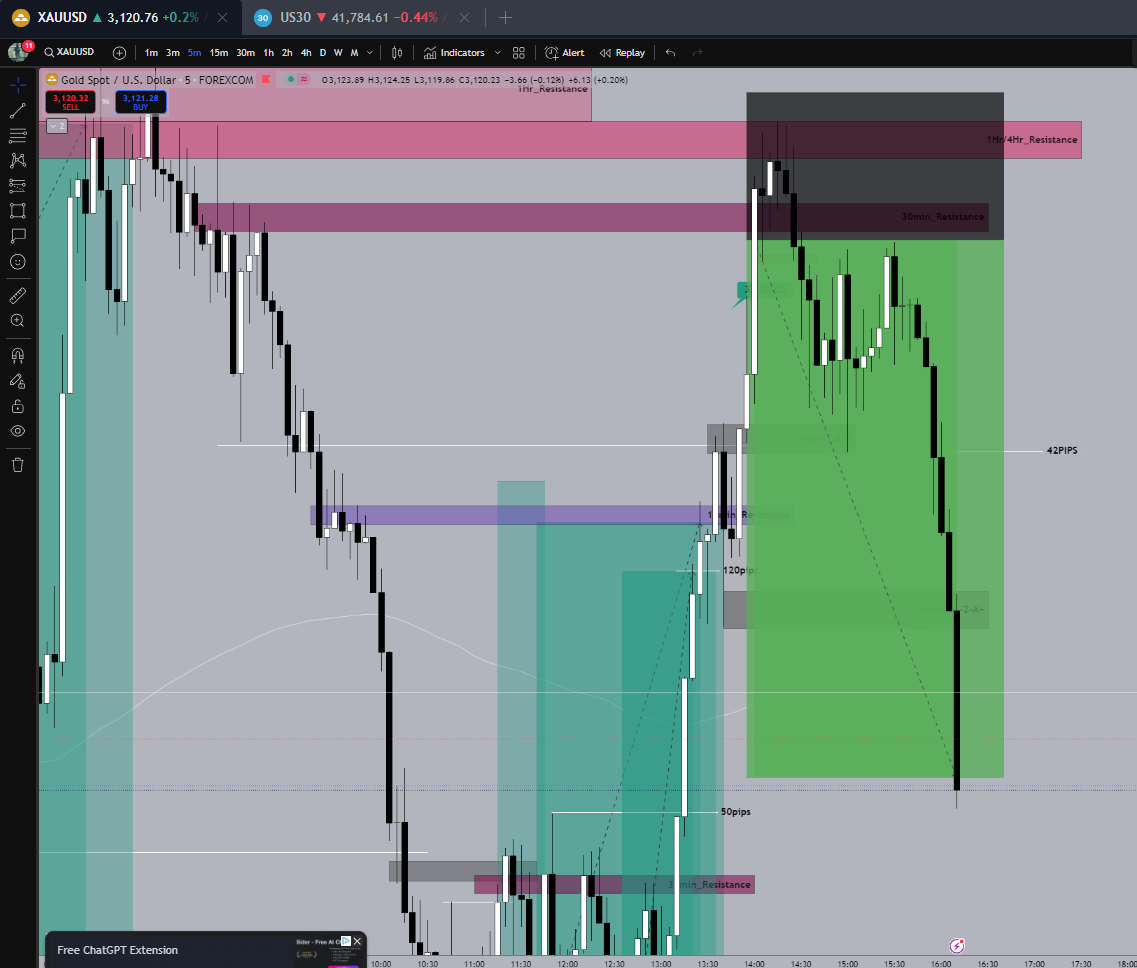 XAUUSD 3,120.76 +0.2%
30 US30 41,784.61 −0.44%
11 XAUUSD 1m 3m 5m 15m 30m 1h 2h 4h D W M Indicators Alert Replay
Gold Spot / U.S. Dollar · 5 · FOREXCOM O3,123.89 H3,124.25 L3,119.86 C3,120.23 −3.66 (−0.12%) +6.13 (+0.20%)
1Hr_Resistance
3,120.32 SELL
3,121.28 BUY
2
1Hr/4Hr_Resistance
30min_Resistance
42PIPS
120pips
50pips
Free ChatGPT Extension
10:00 10:30 11:00 11:30 12:00 12:30 13:00 13:30 14:00 14:30 15:00 15:30 16:00 16:30 17:00 17:30 18:00